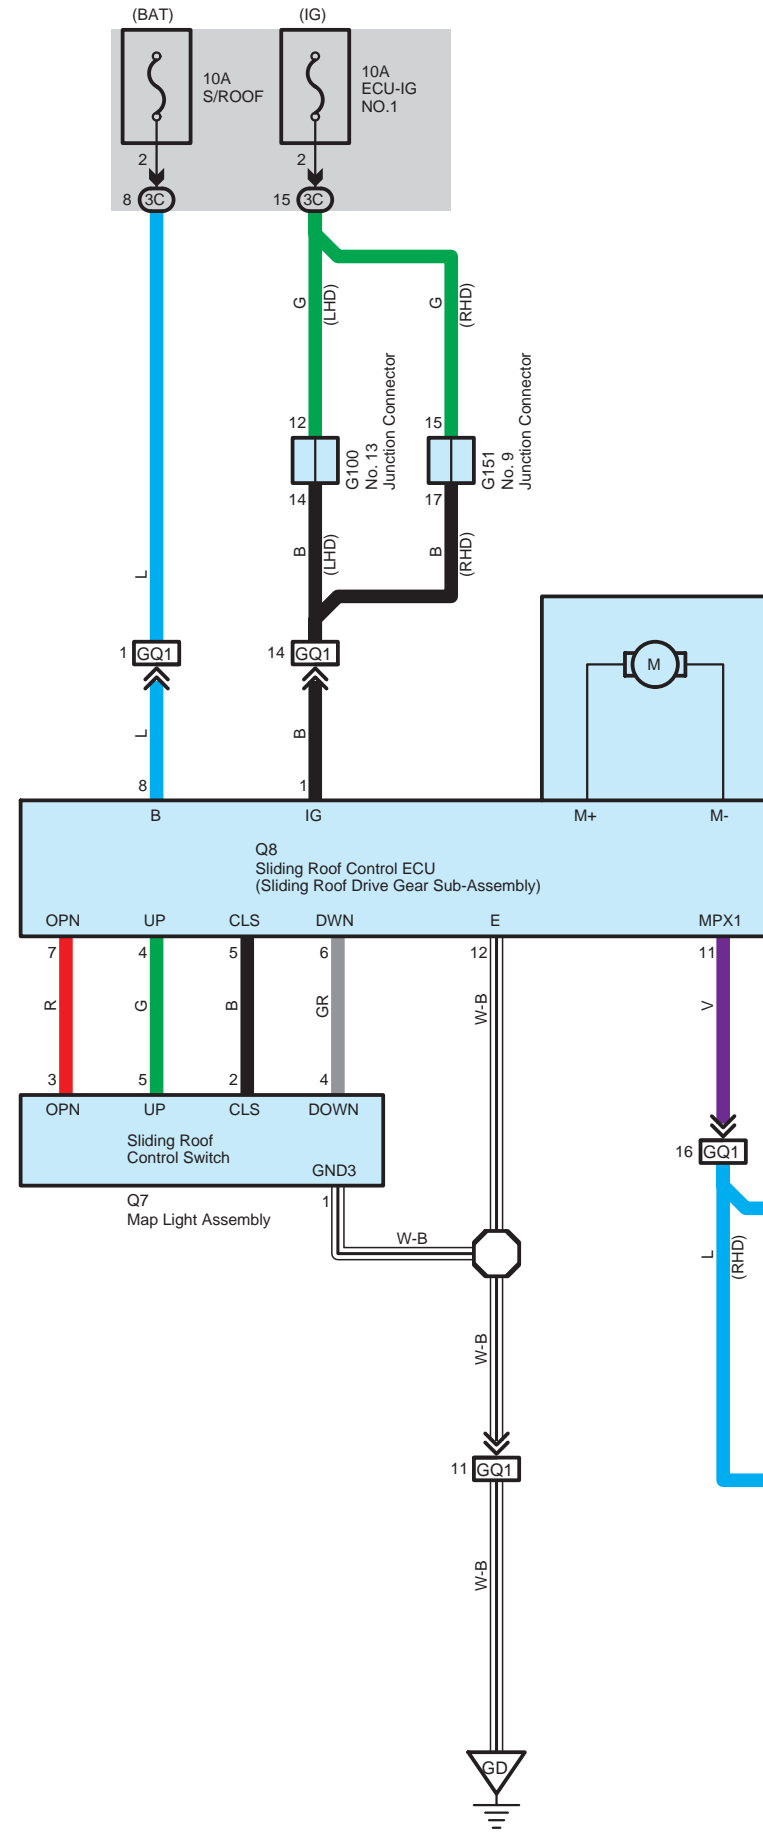 (BAT)
(IG)
10A
S/ROOF
10A
ECU-IG
NO.1
2
2
8
3C
15
3C
G
(LHD)
G
(RHD)
12
15
G100
No. 13
Junction Connector
G151
No. 9
Junction Connector
14
17
B
(LHD)
B
(RHD)
L
1
GQ1
14
GQ1
M
L
B
8
1
B
IG
M+
M-
Q8
Sliding Roof Control ECU
(Sliding Roof Drive Gear Sub-Assembly)
OPN
UP
CLS
DWN
E
MPX1
7
4
5
6
12
11
R
G
B
GR
W-B
V
3
5
2
4
OPN
UP
CLS
DOWN
Sliding Roof
Control Switch
GND3
16
GQ1
Q7
Map Light Assembly
1
W-B
L
(RHD)
W-B
11
GQ1
W-B
GD